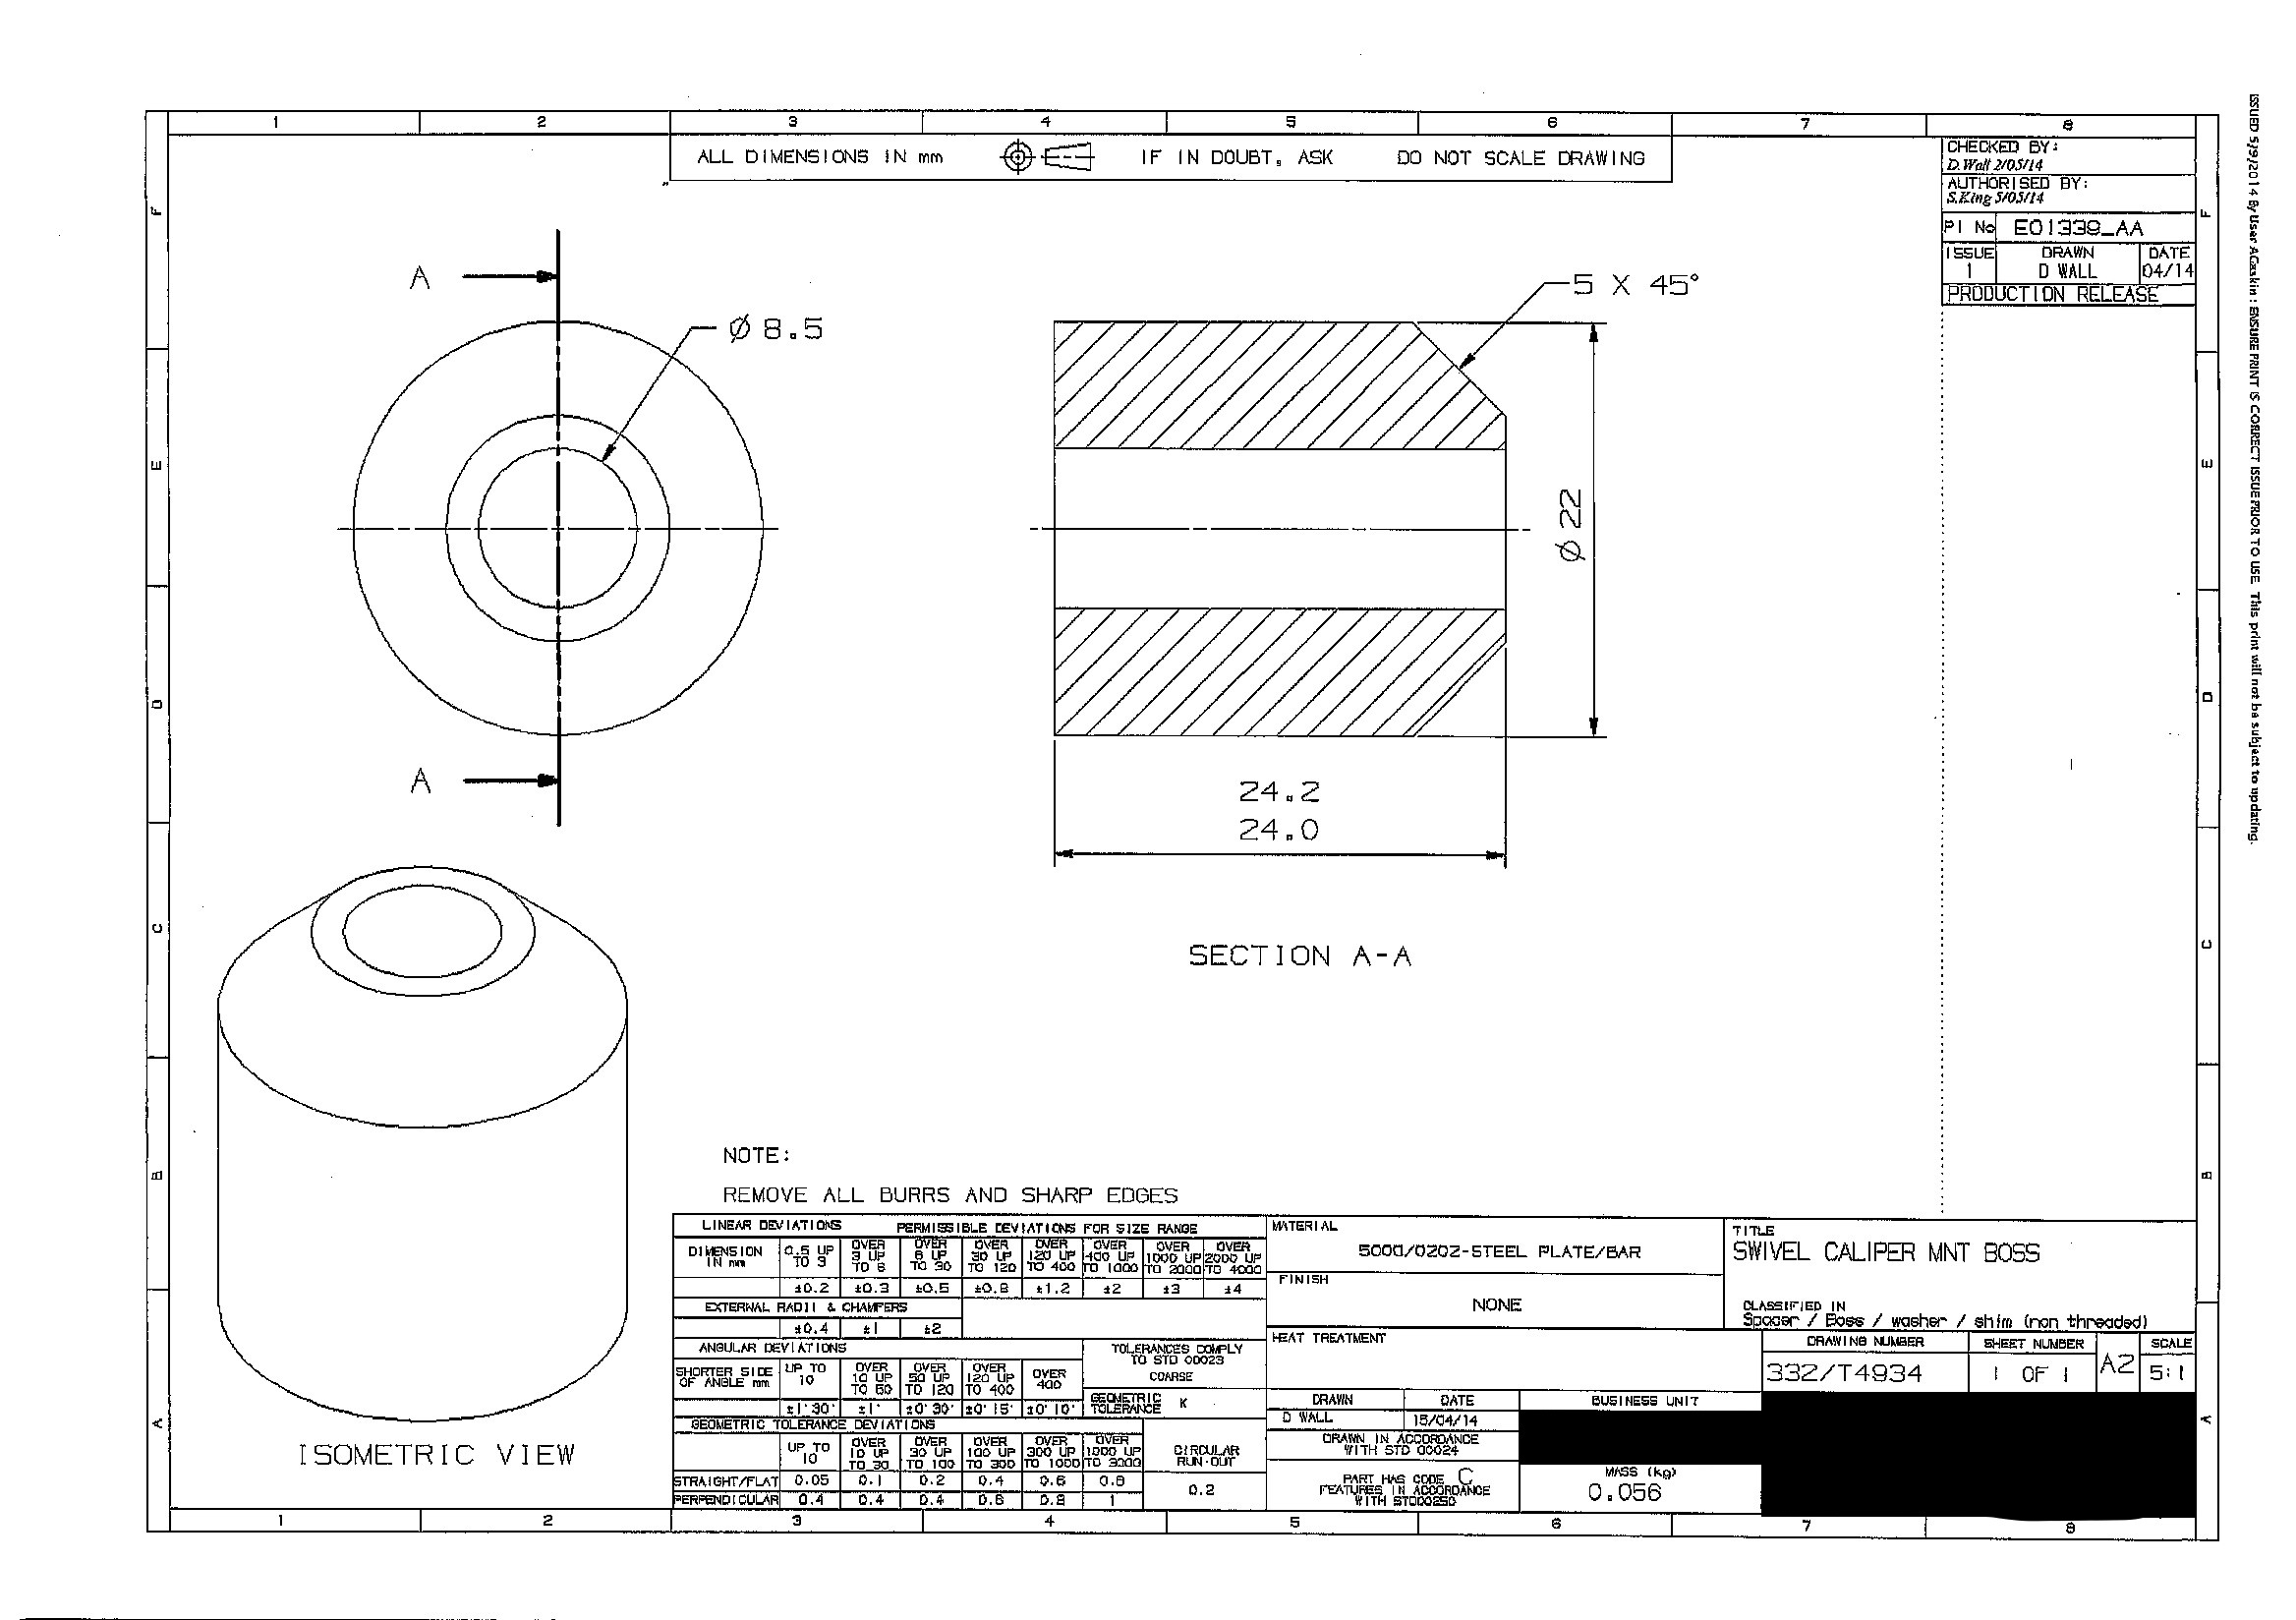 1 2 3 4 5 6 7 8
ALL DIMENSIONS IN mm IF IN DOUBT, ASK DO NOT SCALE DRAWING
CHECKED BY:
D.Wall 2/05/14
AUTHORISED BY:
S.King 5/05/14
PI No E01339_AA
ISSUE DRAWN DATE
1 D WALL 04/14
PRODUCTION RELEASE
ISSUED 5/9/2014 By User AGaskin : ENSURE PRINT IS CORRECT ISSUE PRIOR TO USE. This print will not be subject to updating.
F F
E E
D D
C C
B B
A A
A
Ø 8.5
A
5 X 45°
Ø 22
24.2
24.0
SECTION A-A
ISOMETRIC VIEW
NOTE:
REMOVE ALL BURRS AND SHARP EDGES
LINEAR DEVIATIONS PERMISSIBLE DEVIATIONS FOR SIZE RANGE
DIMENSION IN mm 0.5 UP TO 3 OVER 3 UP TO 6 OVER 6 UP TO 30 OVER 30 UP TO 120 OVER 120 UP TO 400 OVER 400 UP TO 1000 OVER 1000 UP TO 2000 OVER 2000 UP TO 4000
±0.2 ±0.3 ±0.5 ±0.8 ±1.2 ±2 ±3 ±4
EXTERNAL RADII & CHAMFERS
±0.4 ±1 ±2
ANGULAR DEVIATIONS
SHORTER SIDE OF ANGLE mm UP TO 10 OVER 10 UP TO 50 OVER 50 UP TO 120 OVER 120 UP TO 400 OVER 400
±1°30' ±1° ±0°30' ±0°15' ±0°10'
TOLERANCES COMPLY
TO STD 00023
COARSE
GEOMETRIC TOLERANCE K
GEOMETRIC TOLERANCE DEVIATIONS
UP TO 10 OVER 10 UP TO 30 OVER 30 UP TO 100 OVER 100 UP TO 300 OVER 300 UP TO 1000 OVER 1000 UP TO 3000
STRAIGHT/FLAT 0.05 0.1 0.2 0.4 0.6 0.8
PERPENDICULAR 0.4 0.4 0.4 0.6 0.8 1
CIRCULAR RUN-OUT
0.2
MATERIAL
5000/0202-STEEL PLATE/BAR
FINISH
NONE
HEAT TREATMENT
DRAWN DATE
D WALL 15/04/14
DRAWN IN ACCORDANCE
WITH STD 00024
PART HAS CODE C
FEATURES IN ACCORDANCE
WITH STD00250
BUSINESS UNIT
MASS (kg)
0.056
TITLE
SWIVEL CALIPER MNT BOSS
CLASSIFIED IN
Spacer / Boss / washer / shim (non threaded)
DRAWING NUMBER SHEET NUMBER A2 SCALE
332/T4934 1 OF 1 5:1
1 2 3 4 5 6 7 8